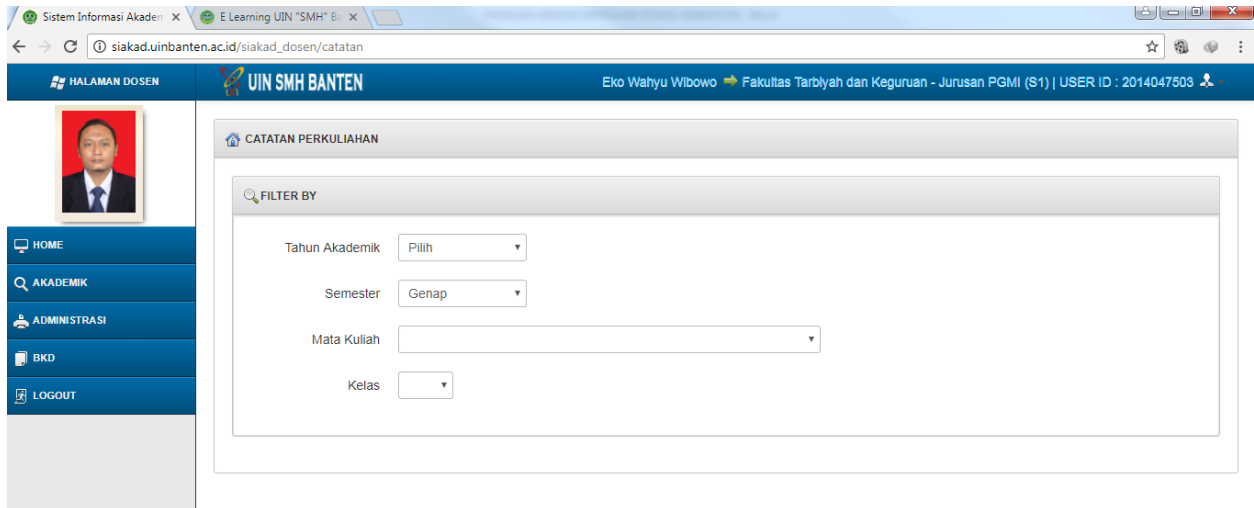 Sistem Informasi Akadem
E Learning UIN "SMH" Ba
siakad.uinbanten.ac.id/siakad_dosen/catatan
HALAMAN DOSEN
UIN SMH BANTEN
Eko Wahyu Wibowo Fakultas Tarbiyah dan Keguruan - Jurusan PGMI (S1) | USER ID : 2014047503
CATATAN PERKULIAHAN
FILTER BY
Tahun Akademik Pilih
Semester Genap
Mata Kuliah
Kelas
HOME
AKADEMIK
ADMINISTRASI
BKD
LOGOUT